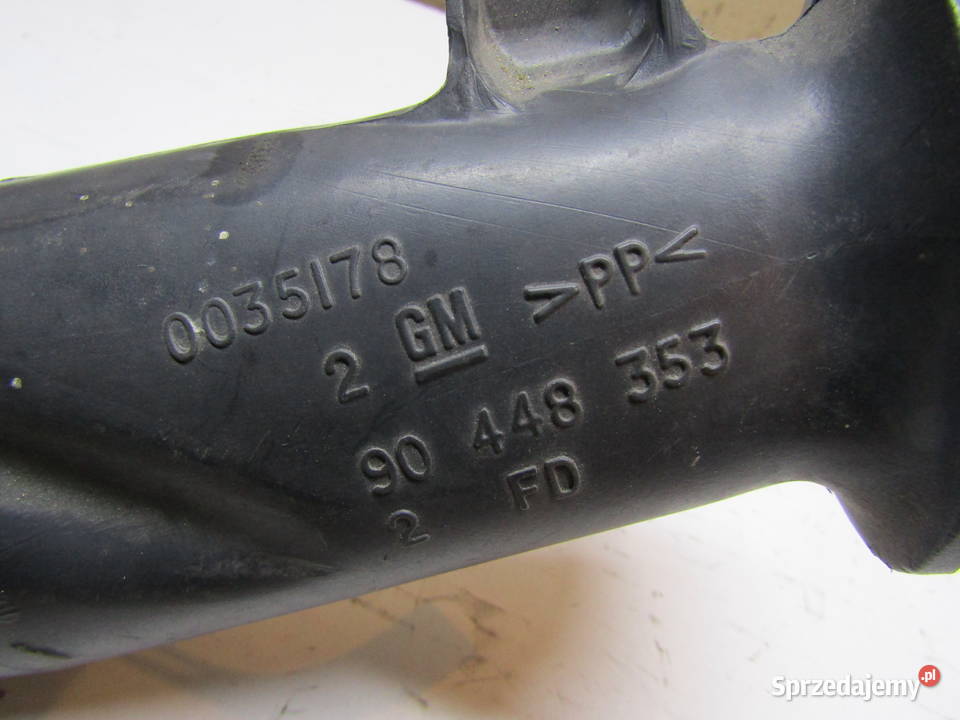 0035178
2 GM >PP<
90 448 353
2 FD
Sprzedajemy.pl